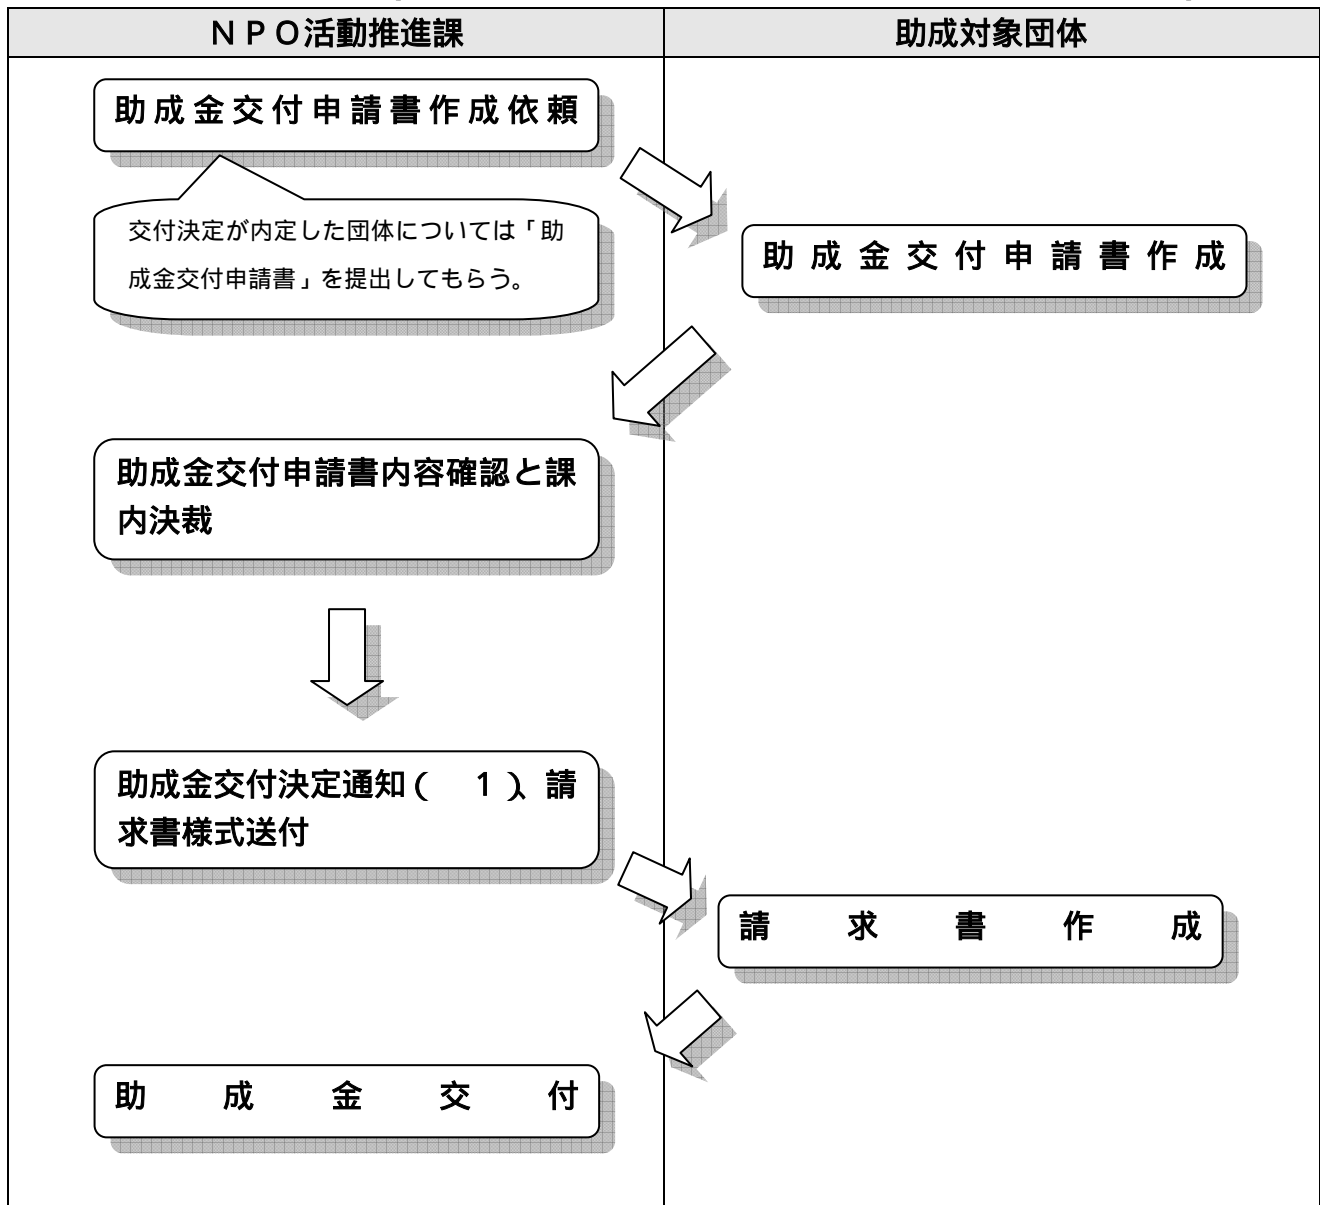 ＮＰＯ活動推進課
助成対象団体
助成金交付申請書作成依頼
交付決定が内定した団体については「助
成金交付申請書」を提出してもらう。
助成金交付申請書作成
助成金交付申請書内容確認と課
内決裁
助成金交付決定通知（　１）、請
求書様式送付
請求書作成
助成金交付